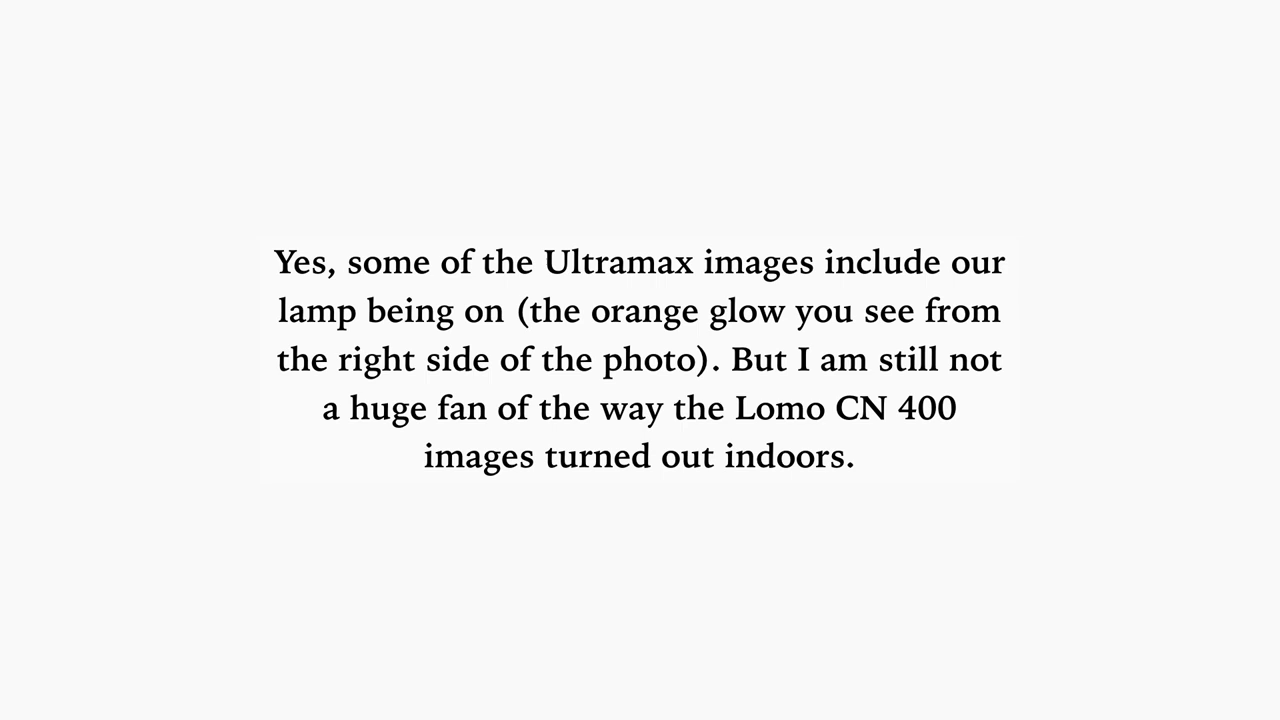 Yes, some of the Ultramax images include our
lamp being on (the orange glow you see from
the right side of the photo). But I am still not
a huge fan of the way the Lomo CN 400
images turned out indoors.